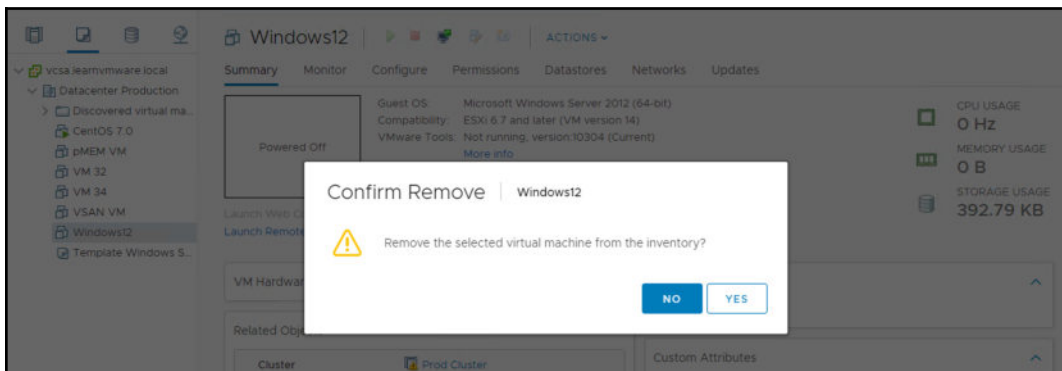 Windows12
ACTIONS
vcsa.learnvmware.local
Datacenter Production
Discovered virtual ma...
CentOS 7.0
pMEM VM
VM 32
VM 34
VSAN VM
Windows12
Template Windows S...
Summary Monitor Configure Permissions Datastores Networks Updates
Powered Off
Guest OS: Microsoft Windows Server 2012 (64-bit)
Compatibility: ESXi 6.7 and later (VM version 14)
VMware Tools: Not running, version:10304 (Current)
More info
CPU USAGE
0 Hz
MEMORY USAGE
0 B
STORAGE USAGE
392.79 KB
Launch Web C
Launch Remote
Confirm Remove Windows12
Remove the selected virtual machine from the inventory?
NO YES
VM Hardwar
Related Obje
Cluster Prod Cluster
Custom Attributes